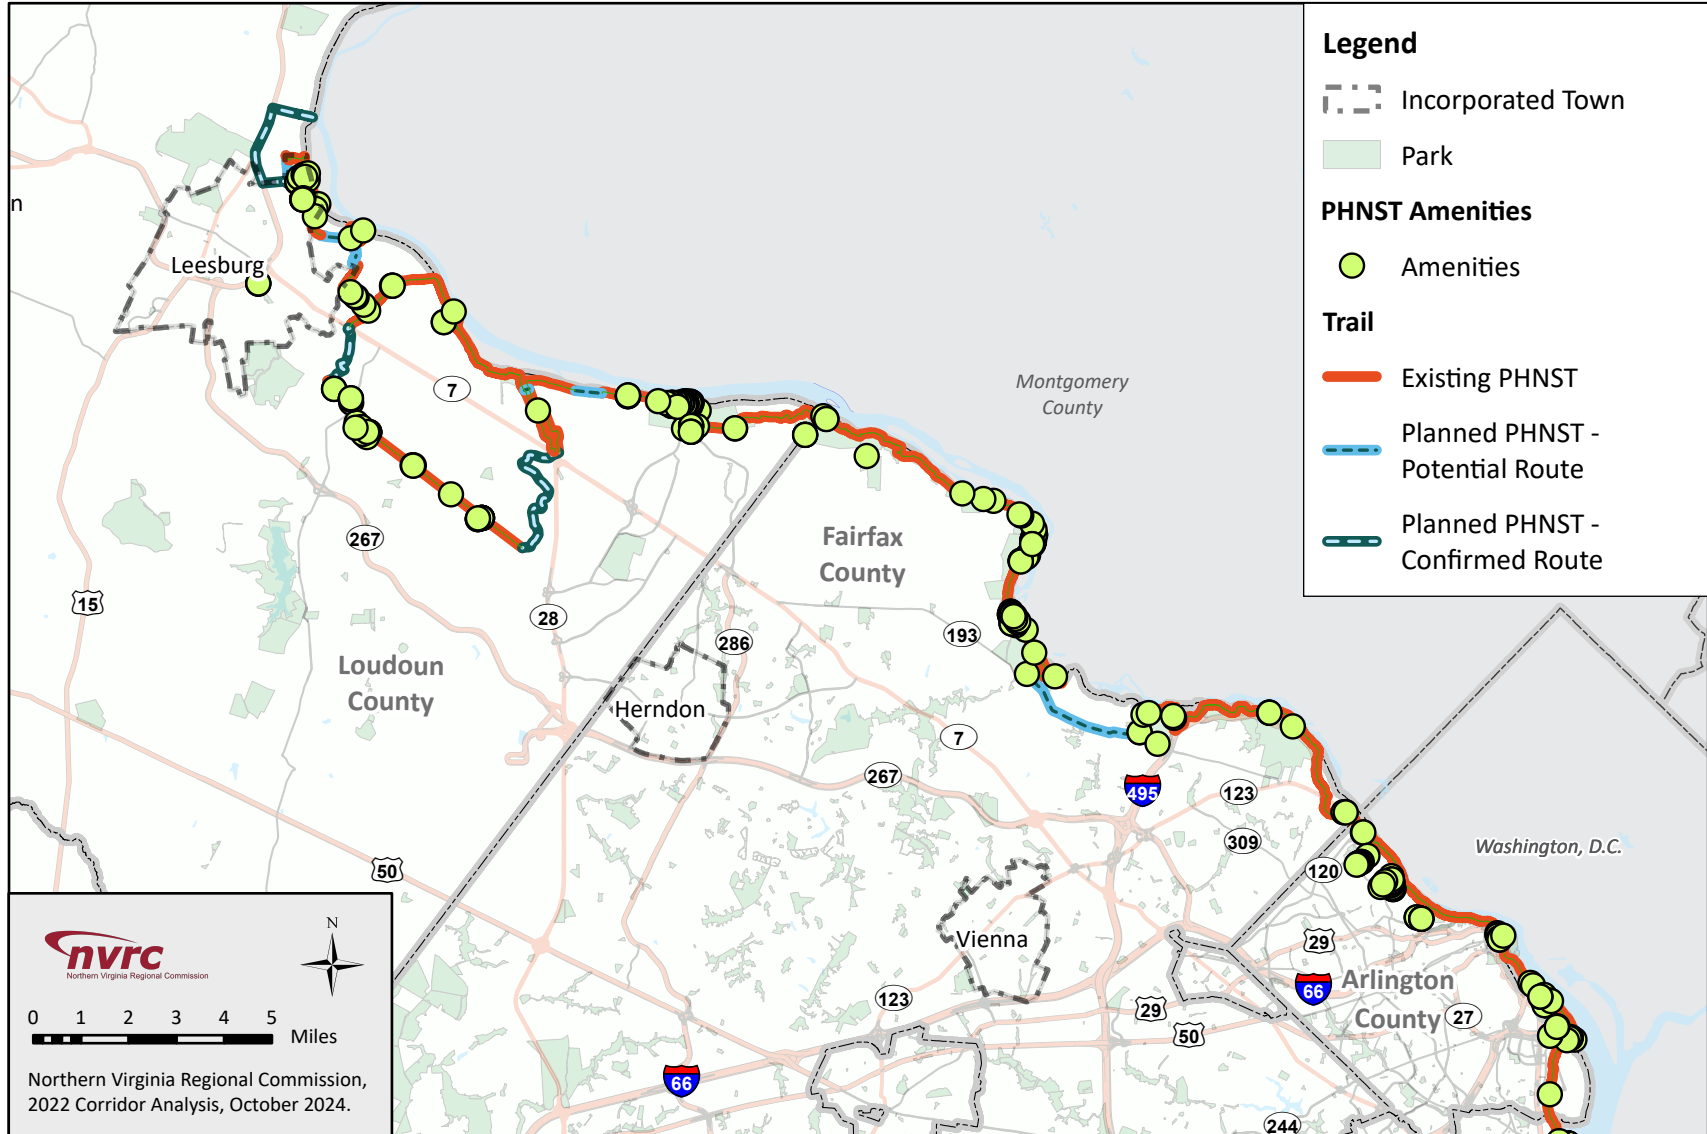 Legend
Incorporated Town
Park
PHNST Amenities
Amenities
Trail
Existing PHNST
Planned PHNST -
Potential Route
Planned PHNST -
Confirmed Route
n
Leesburg
7
Montgomery
County
267
15
28
Fairfax
County
193
286
Loudoun
County
Herndon
7
267
495
123
309
Washington, D.C.
120
50
Vienna
29
66
Arlington
County
27
123
29
50
66
244
nvrc
Northern Virginia Regional Commission
N
0 1 2 3 4 5
Miles
Northern Virginia Regional Commission,
2022 Corridor Analysis, October 2024.